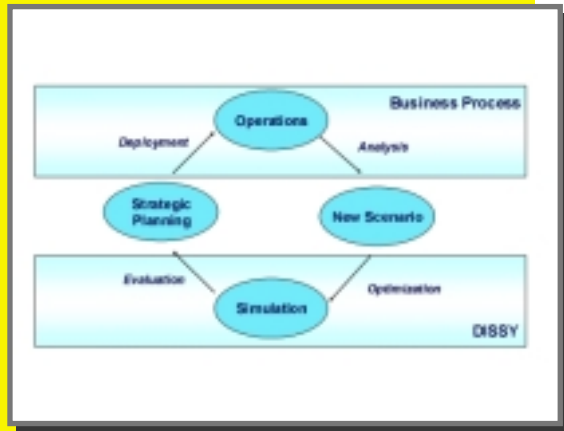 Business Process
Operations
Deployment
Analysis
Strategic
Planning
New Scenario
Evaluation
Optimization
Simulation
DISSY